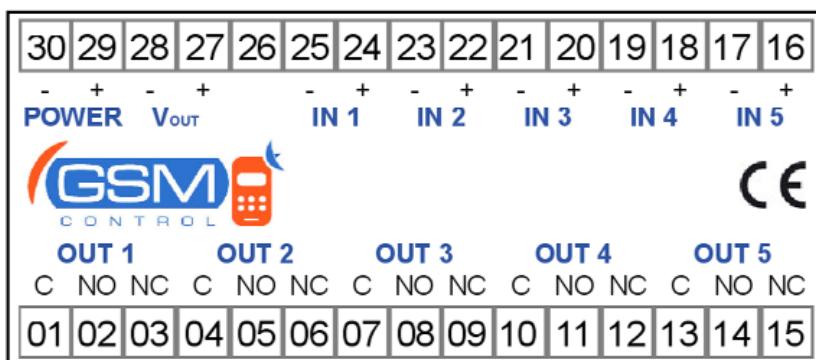 30 29 28 27 26 25 24 23 22 21 20 19 18 17 16
- + - + - + - + - + - + - +
POWER VOUT IN 1 IN 2 IN 3 IN 4 IN 5
GSM CE
CONTROL
OUT 1 OUT 2 OUT 3 OUT 4 OUT 5
C NO NC C NO NC C NO NC C NO NC C NO NC
01 02 03 04 05 06 07 08 09 10 11 12 13 14 15